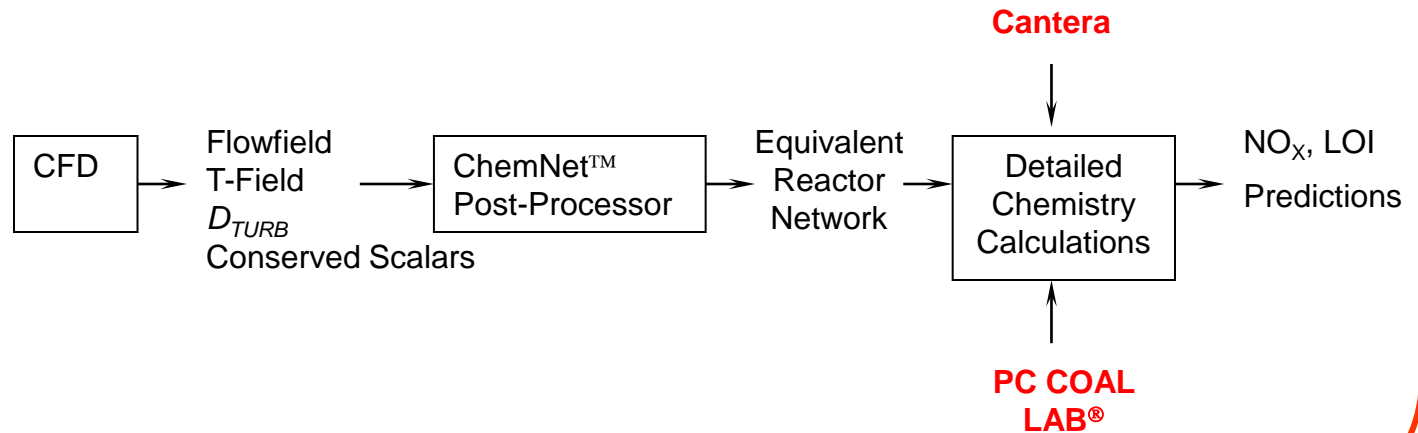 Cantera
CFD
Flowfield
T-Field
D_TURB
Conserved Scalars
ChemNet™
Post-Processor
Equivalent
Reactor
Network
Detailed
Chemistry
Calculations
NOX, LOI
Predictions
PC COAL
LAB®